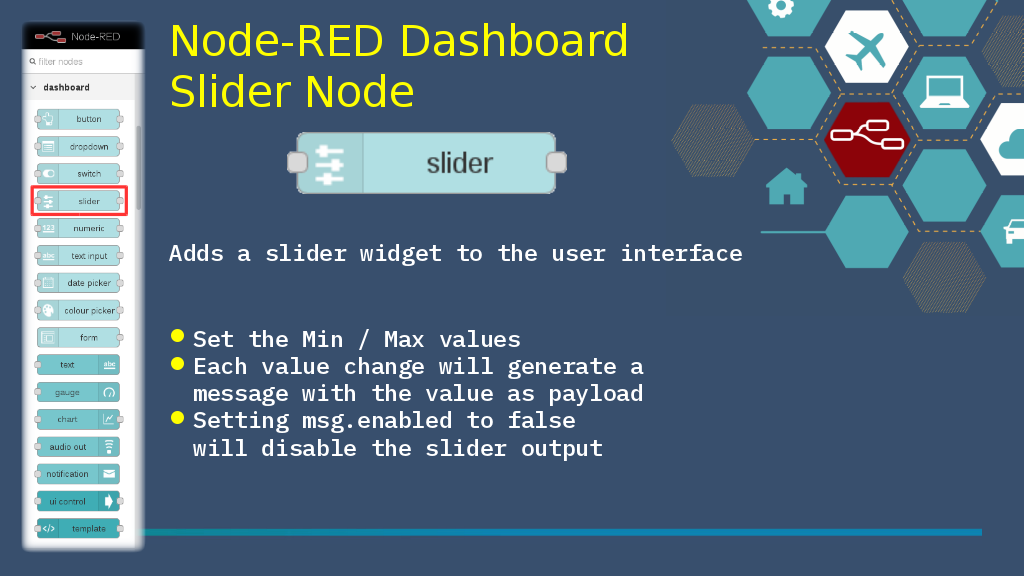 Node-RED
filter nodes
dashboard
button
dropdown
switch
slider
123 numeric
abc text input
date picker
colour picker
form
text abc
gauge
chart
audio out
notification
ui control
</> template
Node-RED Dashboard
Slider Node
slider
Adds a slider widget to the user interface
Set the Min / Max values
Each value change will generate a
message with the value as payload
Setting msg.enabled to false
will disable the slider output